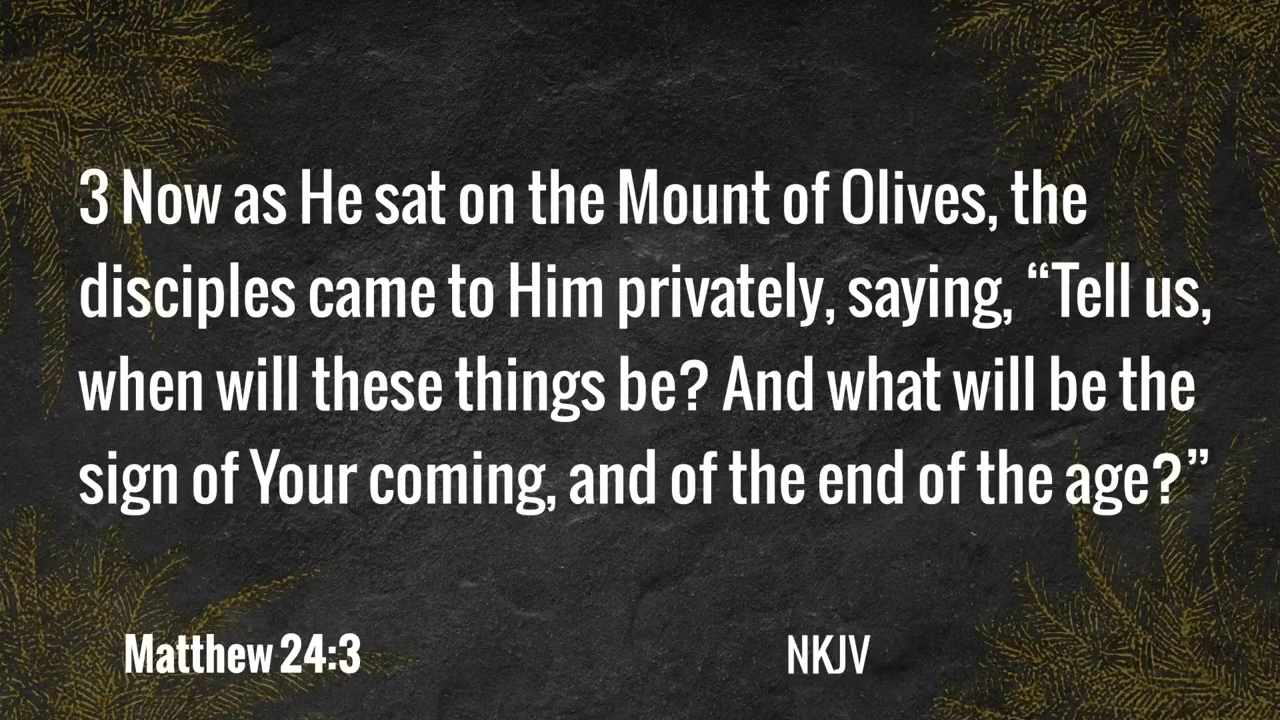 3 Now as He sat on the Mount of Olives, the
disciples came to Him privately, saying, “Tell us,
when will these things be? And what will be the
sign of Your coming, and of the end of the age?”
Matthew 24:3
NKJV